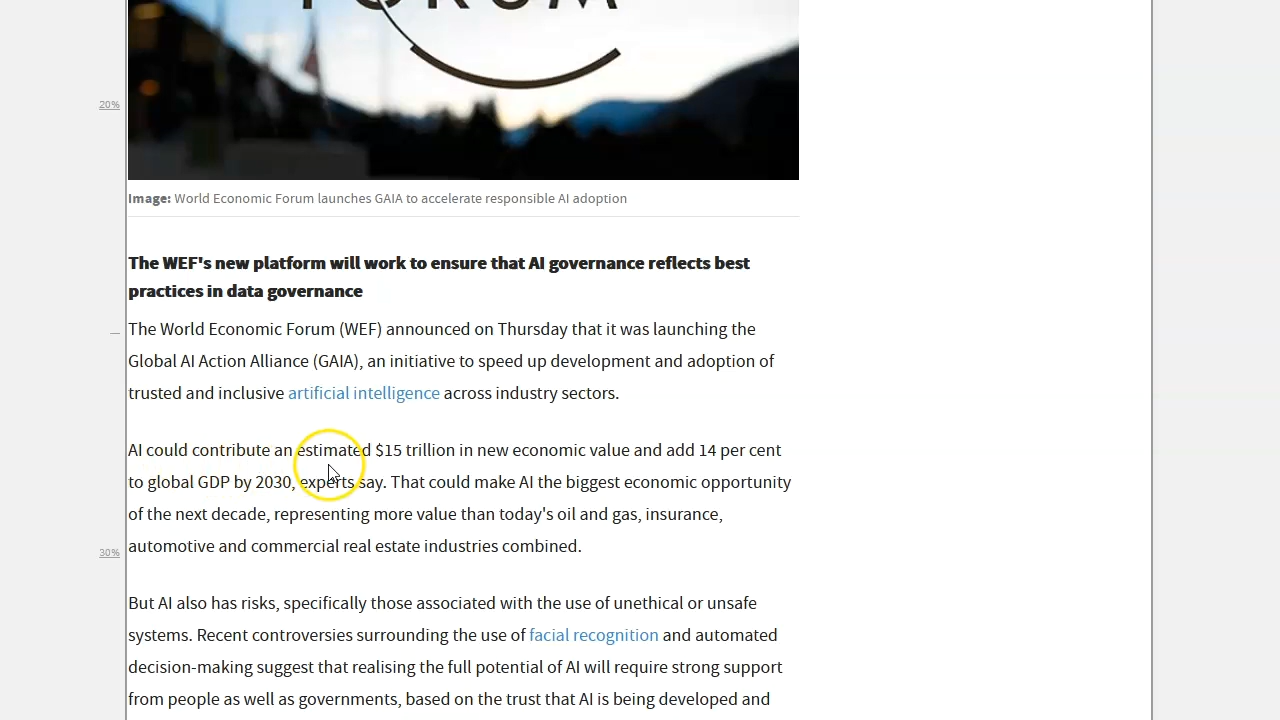 FORUM
20%
Image: World Economic Forum launches GAIA to accelerate responsible AI adoption
The WEF's new platform will work to ensure that AI governance reflects best
practices in data governance
The World Economic Forum (WEF) announced on Thursday that it was launching the
Global AI Action Alliance (GAIA), an initiative to speed up development and adoption of
trusted and inclusive artificial intelligence across industry sectors.
AI could contribute an estimated $15 trillion in new economic value and add 14 per cent
to global GDP by 2030, experts say. That could make AI the biggest economic opportunity
of the next decade, representing more value than today's oil and gas, insurance,
automotive and commercial real estate industries combined.
30%
But AI also has risks, specifically those associated with the use of unethical or unsafe
systems. Recent controversies surrounding the use of facial recognition and automated
decision-making suggest that realising the full potential of AI will require strong support
from people as well as governments, based on the trust that AI is being developed and